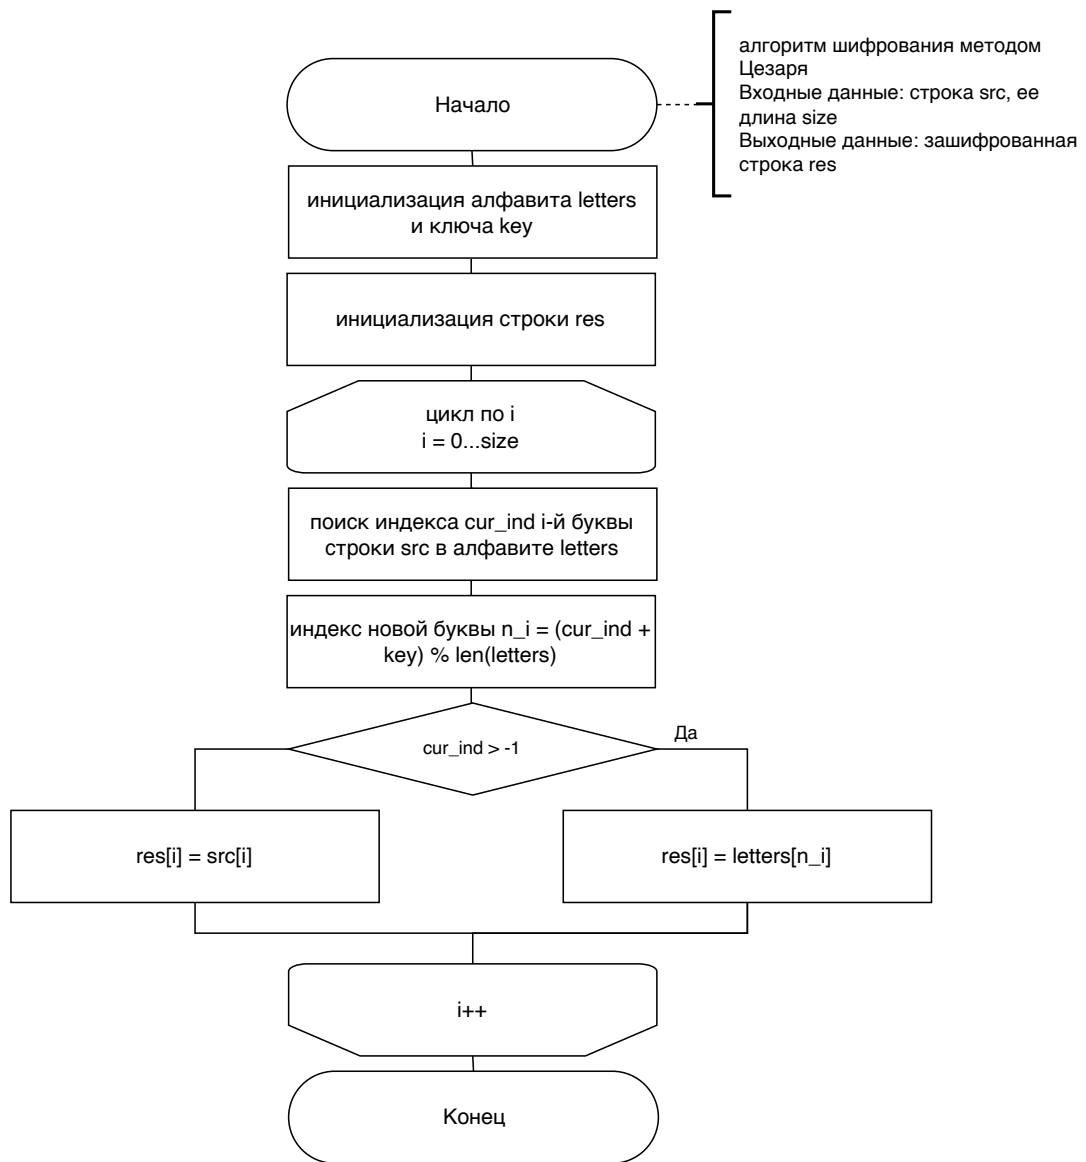 алгоритм шифрования методом
Цезаря
Входные данные: строка src, ее
длина size
Выходные данные: зашифрованная
строка res
Начало
инициализация алфавита letters
и ключа key
инициализация строки res
цикл по i
i = 0...size
поиск индекса cur_ind i-й буквы
строки src в алфавите letters
индекс новой буквы n_i = (cur_ind +
key) % len(letters)
cur_ind > -1
Да
res[i] = src[i]
res[i] = letters[n_i]
i++
Конец